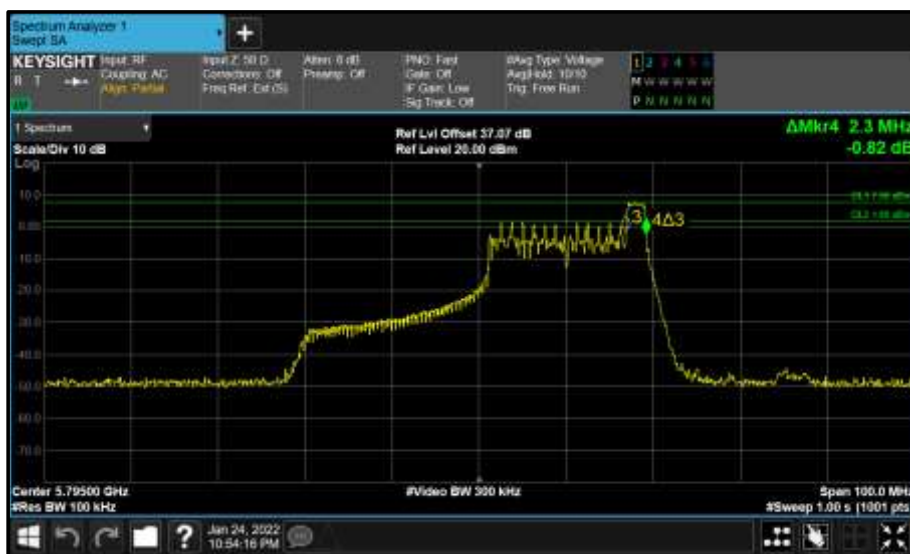 Spectrum Analyzer 1
Swept SA
+
KEYSIGHT Input: RF
R T Coupling: AC
Align: Partial
Input Z: 50 Ω
Corrections: Off
Freq Ref: Ext (S)
Atten: 0 dB
Preamp: Off
PNO: Fast
Gate: Off
IF Gain: Low
Sig Track: Off
#Avg Type: Voltage
Avg|Hold: 10/10
Trig: Free Run
1 2 3 4 5 6
M W W W W W
P N N N N N
1 Spectrum
Scale/Div 10 dB
Ref Lvl Offset 37.07 dB
Ref Level 20.00 dBm
ΔMkr4 2.3 MHz
-0.82 dB
Log
10.0
0.00
-10.0
-20.0
-30.0
-40.0
-50.0
-60.0
-70.0
3 4Δ3
Center 5.79500 GHz
#Res BW 100 kHz
#Video BW 300 kHz
Span 100.0 MHz
#Sweep 1.00 s (1001 pts)
?
Jan 24, 2022
10:54:16 PM